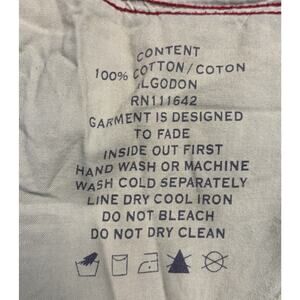 CONTENT
100% COTTON/COTON
ALGODON
RN111642
GARMENT IS DESIGNED
TO FADE
INSIDE OUT FIRST
HAND WASH OR MACHINE
WASH COLD SEPARATELY
LINE DRY COOL IRON
DO NOT BLEACH
DO NOT DRY CLEAN